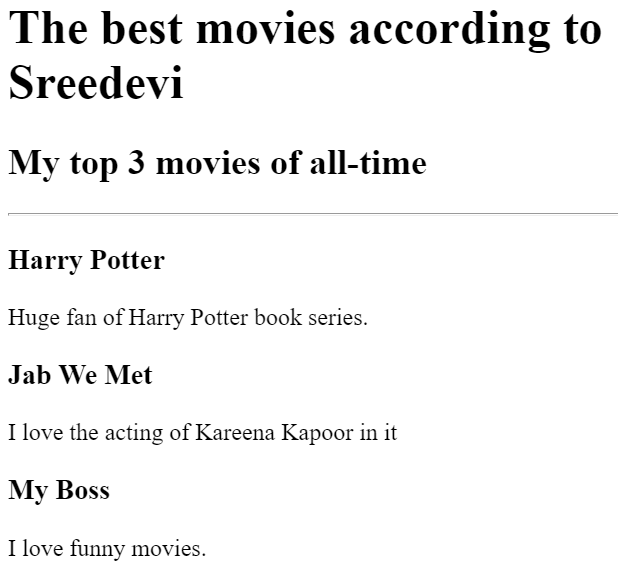 The best movies according to
Sreedevi
My top 3 movies of all-time
Harry Potter
Huge fan of Harry Potter book series.
Jab We Met
I love the acting of Kareena Kapoor in it
My Boss
I love funny movies.